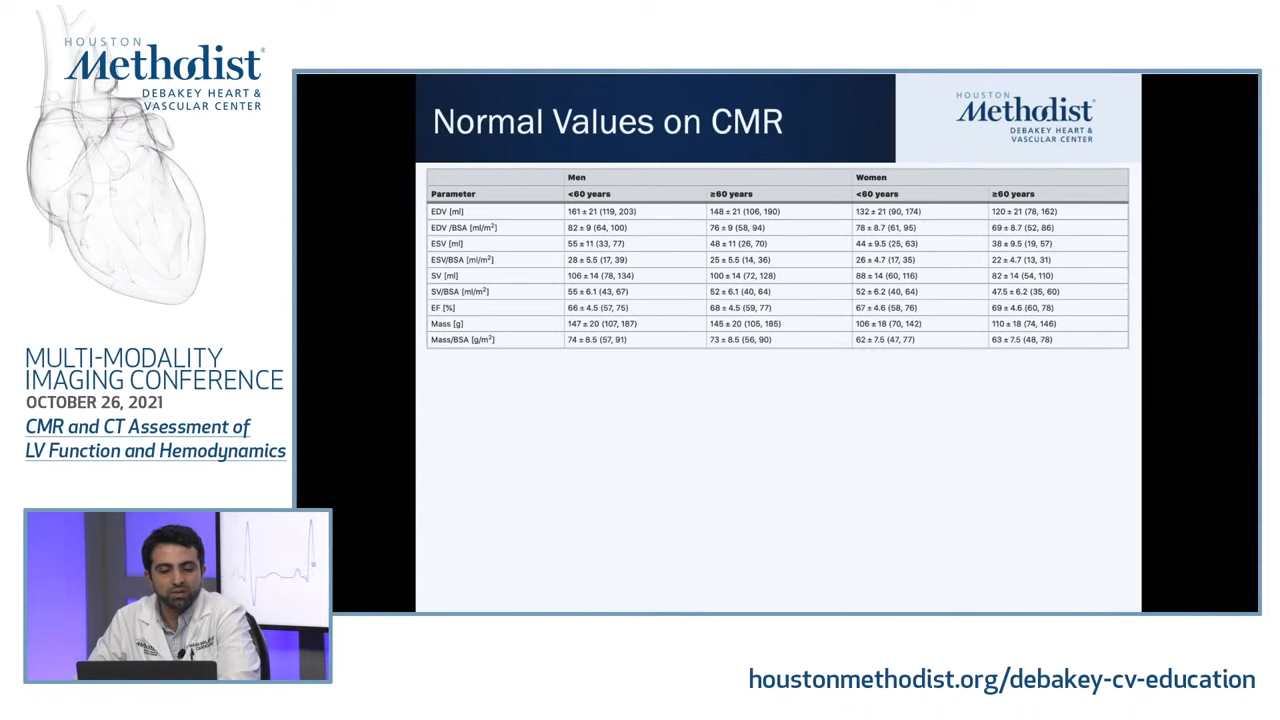 HOUSTON
Methodist®
DEBAKEY HEART &
VASCULAR CENTER
MULTI-MODALITY
IMAGING CONFERENCE
OCTOBER 26, 2021
CMR and CT Assessment of
LV Function and Hemodynamics
Normal Values on CMR
HOUSTON
Methodist®
DEBAKEY HEART &
VASCULAR CENTER
Men Women
Parameter <60 years ≥60 years <60 years ≥60 years
EDV [ml] 161 ± 21 (119, 203) 148 ± 21 (106, 190) 132 ± 21 (90, 174) 120 ± 21 (78, 162)
EDV /BSA [ml/m²] 82 ± 9 (64, 100) 76 ± 9 (58, 94) 78 ± 8.7 (61, 95) 69 ± 8.7 (52, 86)
ESV [ml] 55 ± 11 (33, 77) 48 ± 11 (26, 70) 44 ± 9.5 (25, 63) 38 ± 9.5 (19, 57)
ESV/BSA [ml/m²] 28 ± 5.5 (17, 39) 25 ± 5.5 (14, 36) 26 ± 4.7 (17, 35) 22 ± 4.7 (13, 31)
SV [ml] 106 ± 14 (78, 134) 100 ± 14 (72, 128) 88 ± 14 (60, 116) 82 ± 14 (54, 110)
SV/BSA [ml/m²] 55 ± 6.1 (43, 67) 52 ± 6.1 (40, 64) 52 ± 6.2 (40, 64) 47.5 ± 6.2 (35, 60)
EF [%] 66 ± 4.5 (57, 75) 68 ± 4.5 (59, 77) 67 ± 4.6 (58, 76) 69 ± 4.6 (60, 78)
Mass [g] 147 ± 20 (107, 187) 145 ± 20 (105, 185) 106 ± 18 (70, 142) 110 ± 18 (74, 146)
Mass/BSA [g/m²] 74 ± 8.5 (57, 91) 73 ± 8.5 (56, 90) 62 ± 7.5 (47, 77) 63 ± 7.5 (48, 78)
houstonmethodist.org/debakey-cv-education